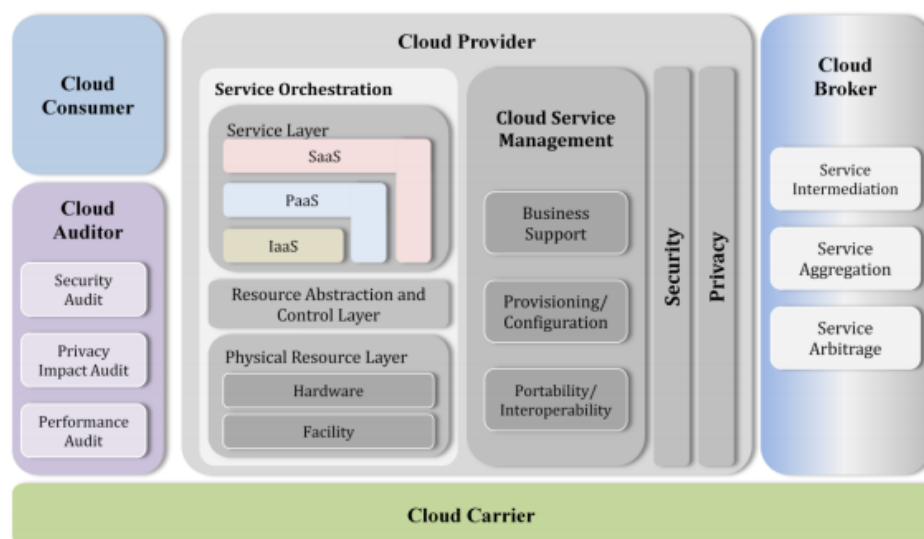 Cloud
Consumer
Cloud
Auditor
Security
Audit
Privacy
Impact Audit
Performance
Audit
Cloud Provider
Service Orchestration
Service Layer
SaaS
PaaS
IaaS
Resource Abstraction and
Control Layer
Physical Resource Layer
Hardware
Facility
Cloud Service
Management
Business
Support
Provisioning/
Configuration
Portability/
Interoperability
Security
Privacy
Cloud
Broker
Service
Intermediation
Service
Aggregation
Service
Arbitrage
Cloud Carrier